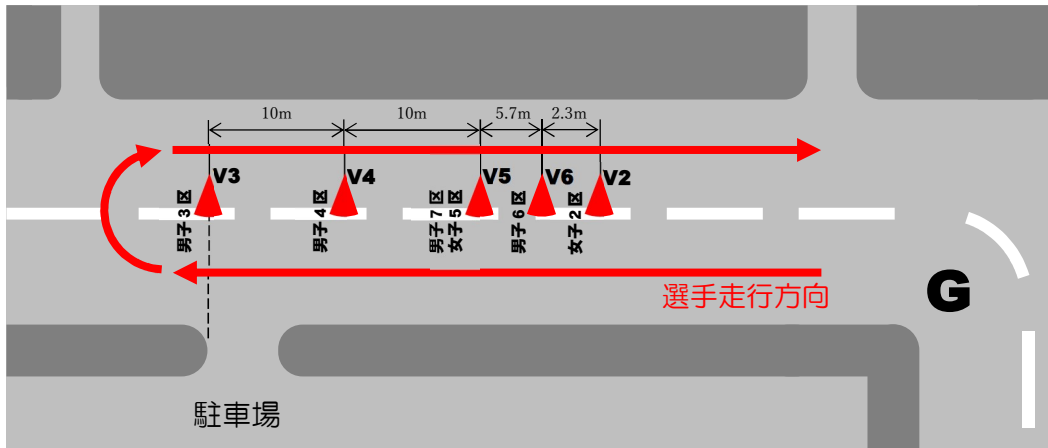 10m
10m
5.7m
2.3m
V3
V4
V5
V6
V2
男子3区
男子4区
男子7区
女子5区
男子6区
女子2区
選手走行方向
G
駐車場